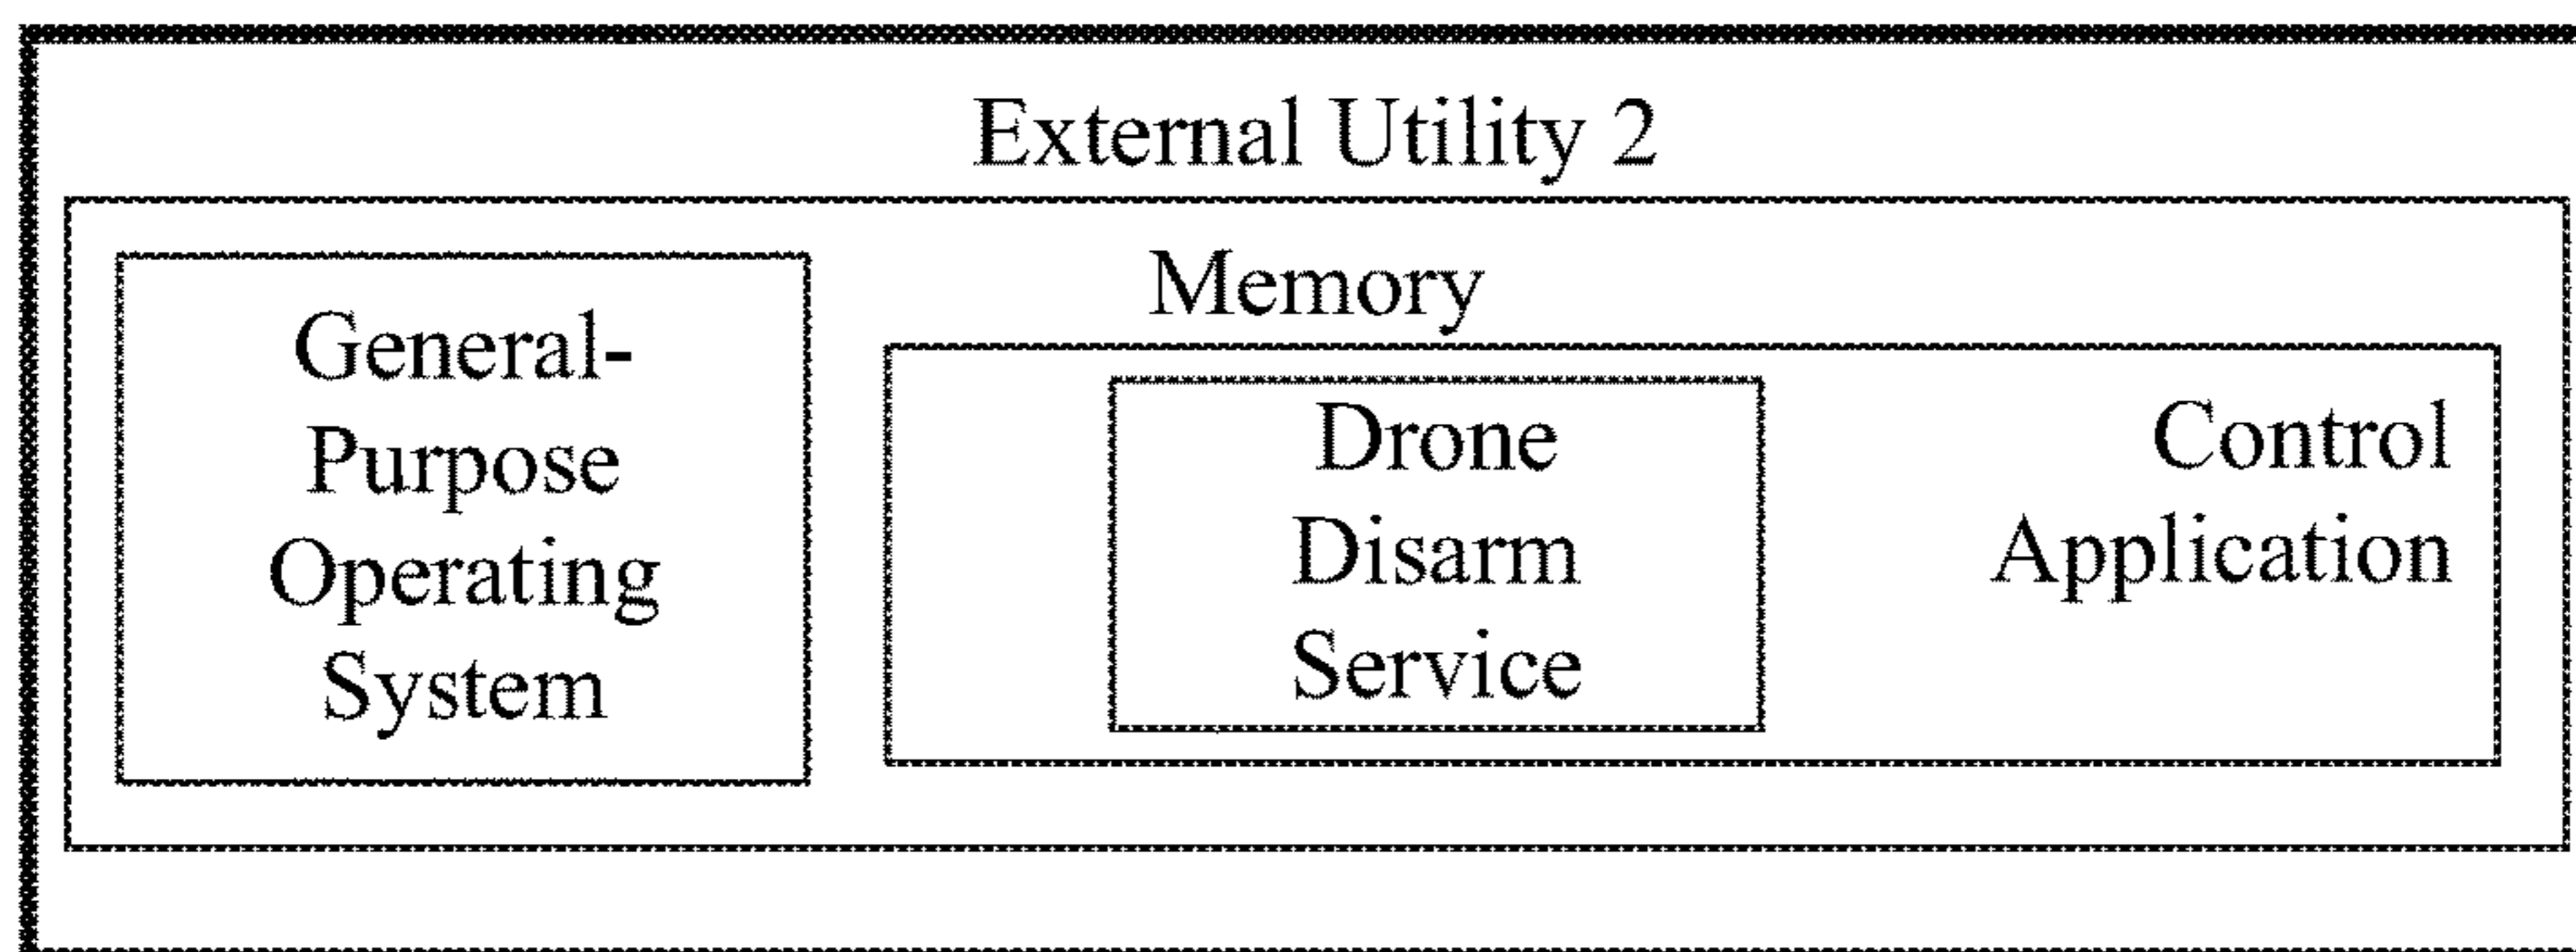 External Utility 2
Memory
General-
Purpose
Operating
System
Drone
Disarm
Service
Control
Application